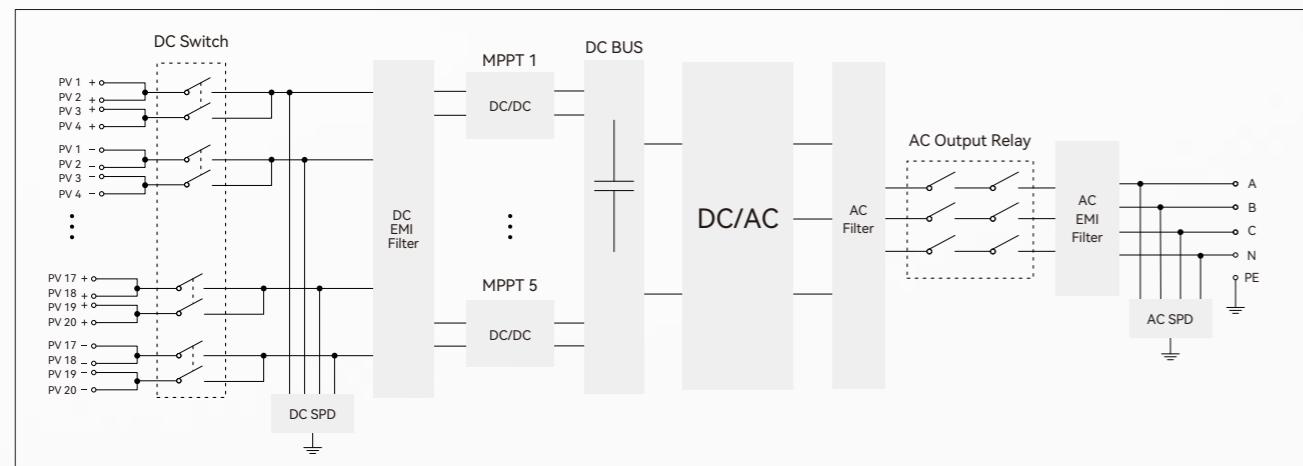 DC Switch
PV 1 +
PV 2 +
PV 3 +
PV 4 +
PV 1 −
PV 2 −
PV 3 −
PV 4 −
PV 17 +
PV 18 +
PV 19 +
PV 20 +
PV 17 −
PV 18 −
PV 19 −
PV 20 −
DC SPD
DC
EMI
Filter
MPPT 1
DC/DC
MPPT 5
DC/DC
DC BUS
DC/AC
AC
Filter
AC Output Relay
AC
EMI
Filter
A
B
C
N
PE
AC SPD